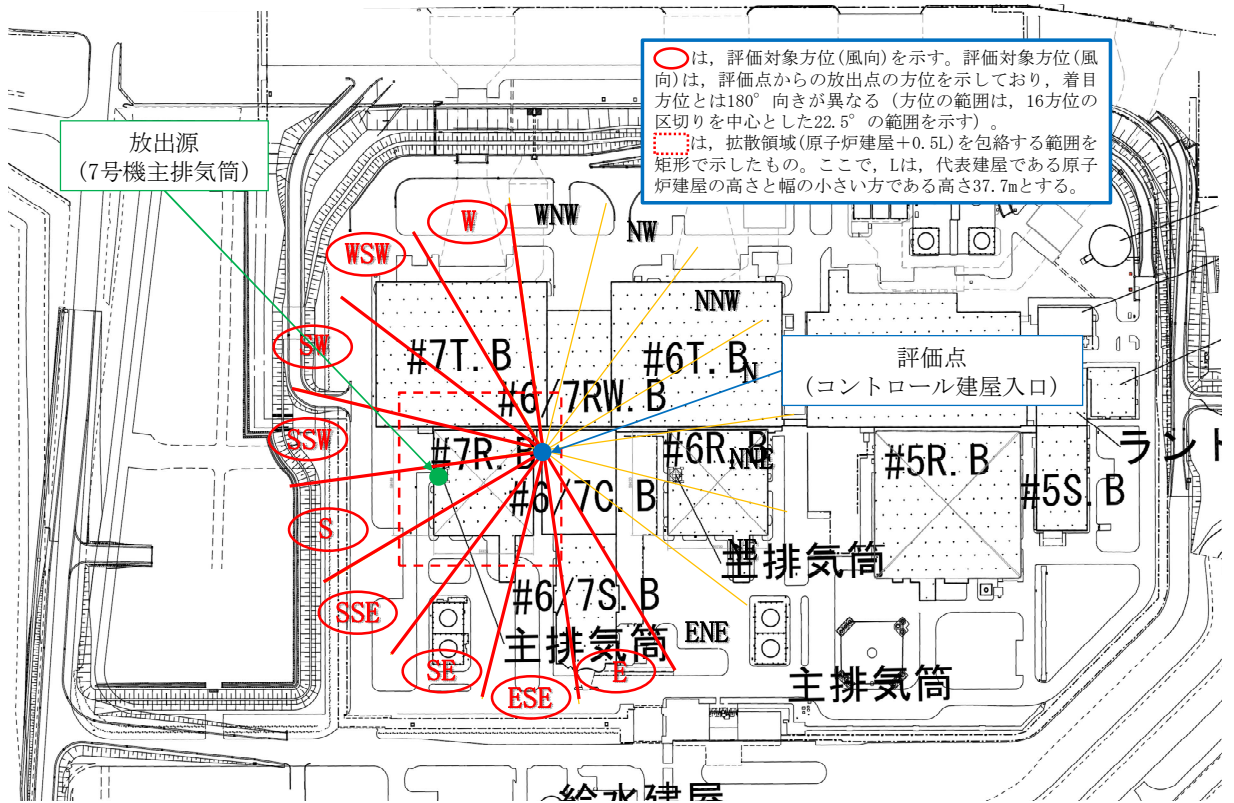 は，評価対象方位(風向)を示す。評価対象方位(風
向)は，評価点からの放出点の方位を示しており，着目
方位とは180°向きが異なる（方位の範囲は，16方位の
区切りを中心とした22.5°の範囲を示す）。
は，拡散領域(原子炉建屋+0.5L)を包絡する範囲を
矩形で示したもの。ここで，Lは，代表建屋である原子
炉建屋の高さと幅の小さい方である高さ37.7mとする。
放出源
(7号機主排気筒)
W
WNW
NW
WSW
NNW
SW
#7T.B
#6T.B
N
評価点
(コントロール建屋入口)
#6/7RW.B
SSW
#7R.B
#6R.B
NNE
#5R.B
ラント
#6/7C.B
#5S.B
S
NE
主排気筒
SSE
#6/7S.B
ENE
主排気筒
SE
E
ESE
主排気筒
給水建屋